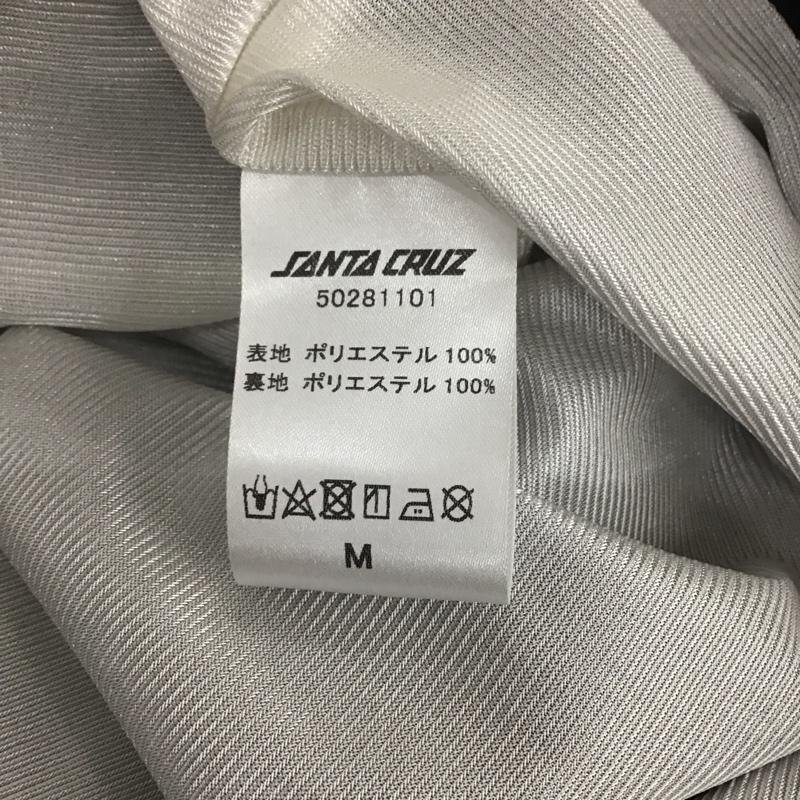 SANTA CRUZ
50281101
表地 ポリエステル 100%
裏地 ポリエステル 100%
M